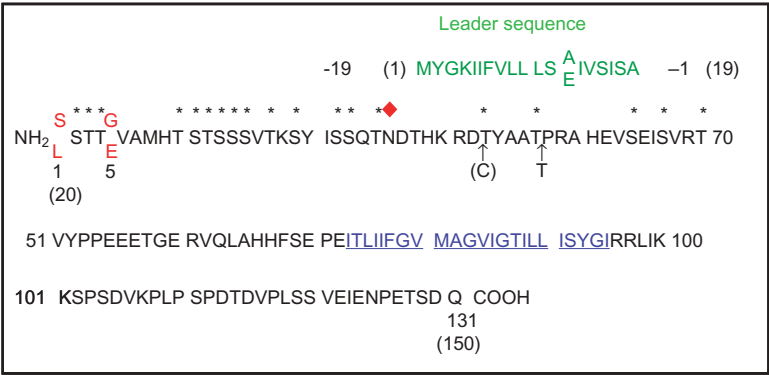 Leader sequence
A
-19 (1) MYGKIIFVLL LS IVSISA –1 (19)
E
* * * * * * * * * * * * * * * * *
S G
NH2 STT VAMHT STSSSVTKSY ISSQTNDTHK RDTYAATPRA HEVSEISVRT 70
L E
1 5 (C) T
(20)
51 VYPPEEETGE RVQLAHHFSE PEITLIIFGV MAGVIGTILL ISYGIRRLIK 100
101 KSPSDVKPLP SPDTDVPLSS VEIENPETSD Q COOH
131
(150)